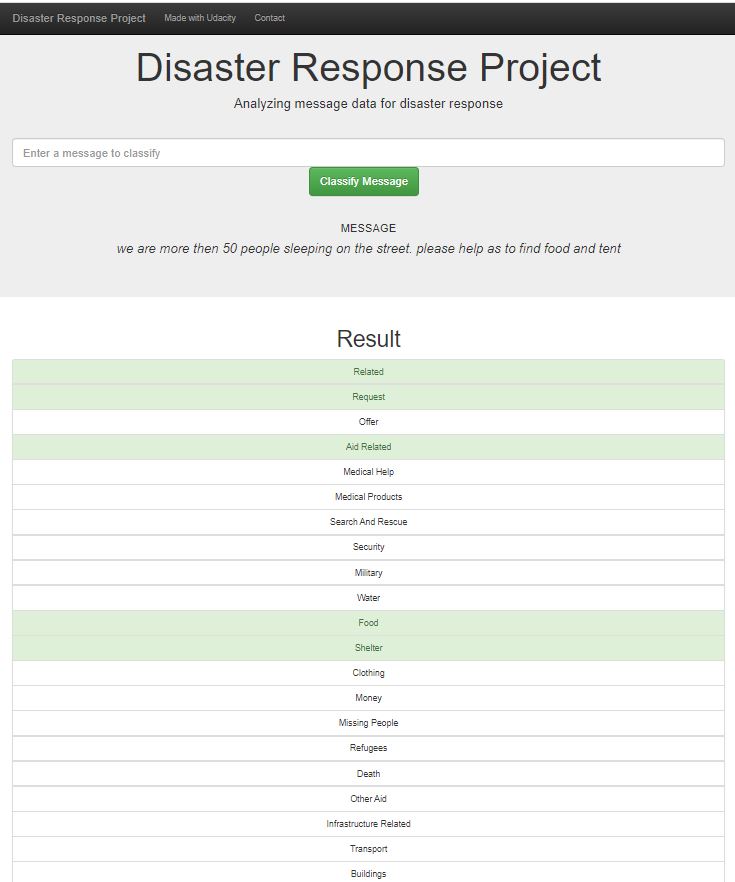 Disaster Response Project Made with Udacity Contact
Disaster Response Project
Analyzing message data for disaster response
Enter a message to classify
Classify Message
MESSAGE
we are more then 50 people sleeping on the street. please help as to find food and tent
Result
Related
Request
Offer
Aid Related
Medical Help
Medical Products
Search And Rescue
Security
Military
Water
Food
Shelter
Clothing
Money
Missing People
Refugees
Death
Other Aid
Infrastructure Related
Transport
Buildings